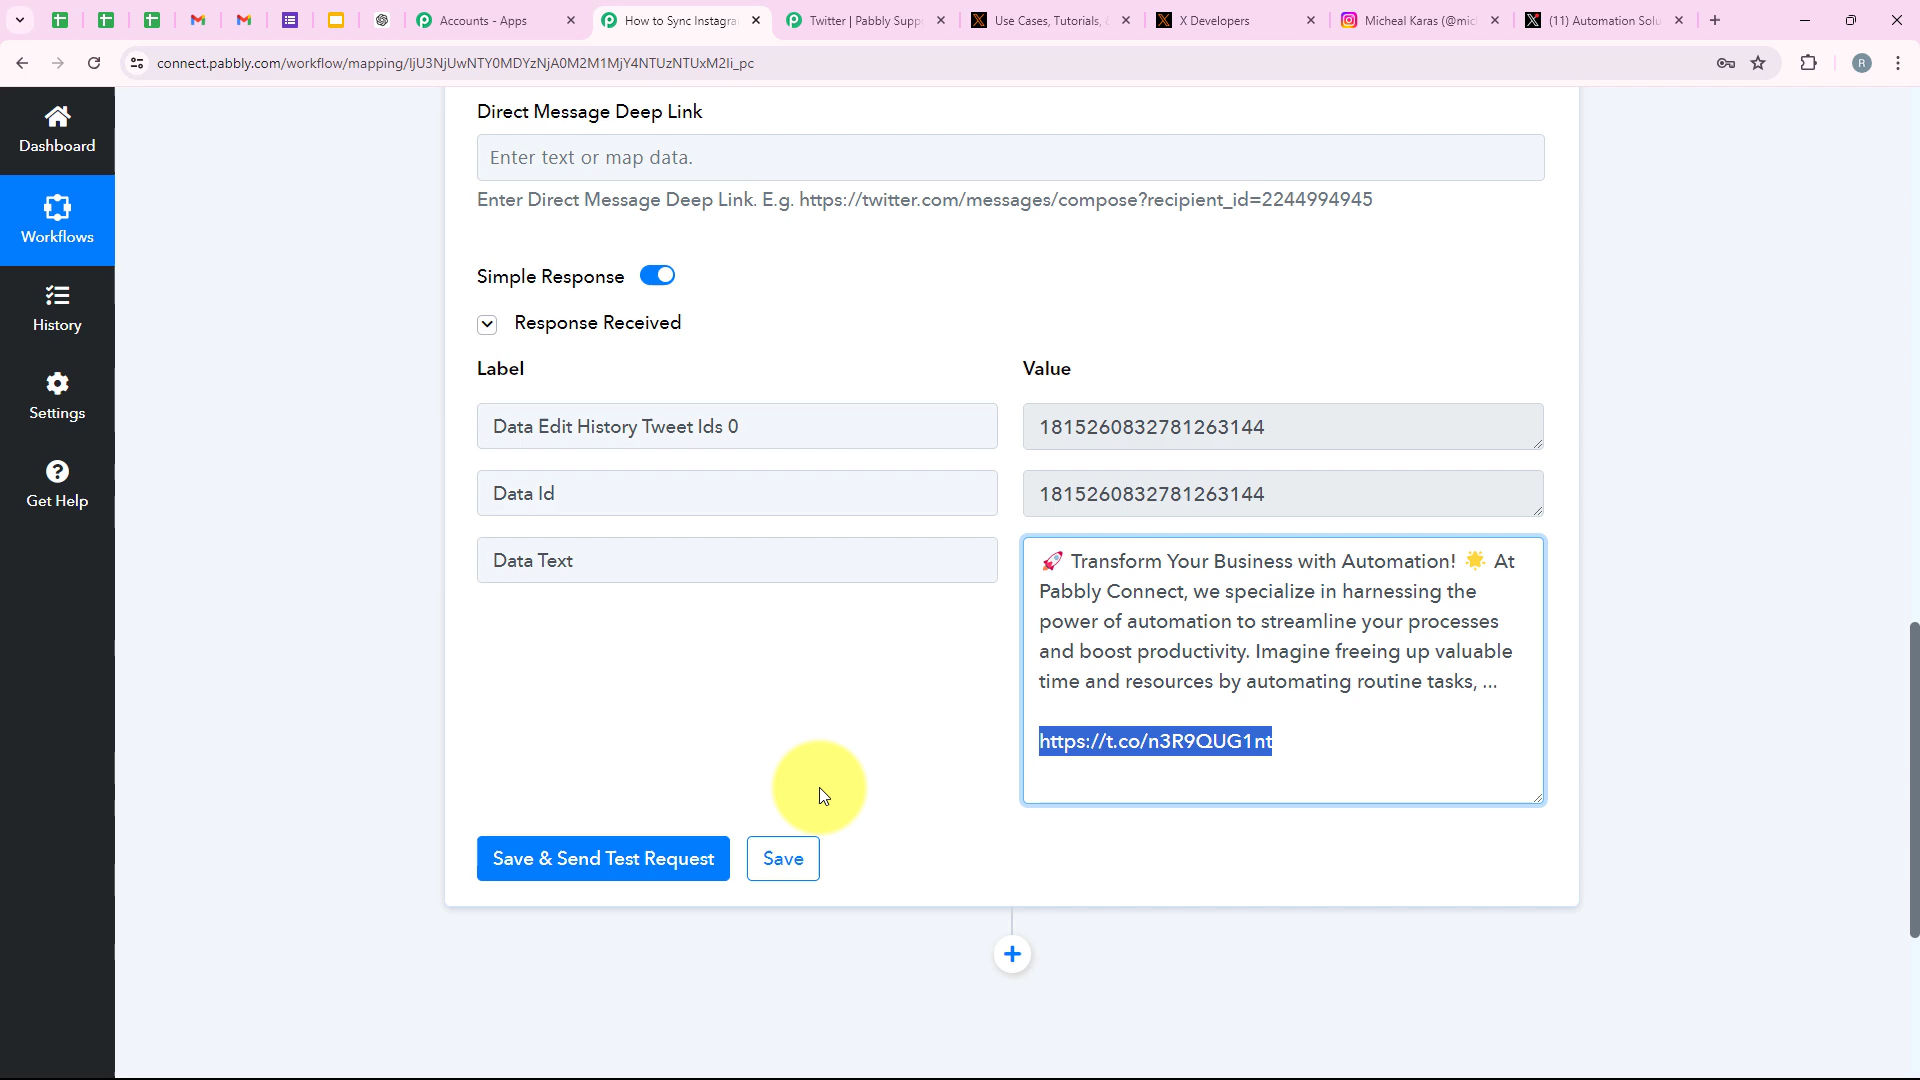 Accounts - Apps
How to Sync Instagra
Twitter | Pabbly Supp
Use Cases, Tutorials,
X Developers
Micheal Karas (@mic
(11) Automation Solu
connect.pabbly.com/workflow/mapping/IjU3NjUwNTY0MDYzNjA0M2M1MjY4NTUzNTUxM2Ii_pc
R
Dashboard
Workflows
History
Settings
Get Help
Direct Message Deep Link
Enter text or map data.
Enter Direct Message Deep Link. E.g. https://twitter.com/messages/compose?recipient_id=2244994945
Simple Response
Response Received
Label
Value
Data Edit History Tweet Ids 0
1815260832781263144
Data Id
1815260832781263144
Data Text
🚀 Transform Your Business with Automation! 🌟 At
Pabbly Connect, we specialize in harnessing the
power of automation to streamline your processes
and boost productivity. Imagine freeing up valuable
time and resources by automating routine tasks, ...
https://t.co/n3R9QUG1nt
Save & Send Test Request
Save